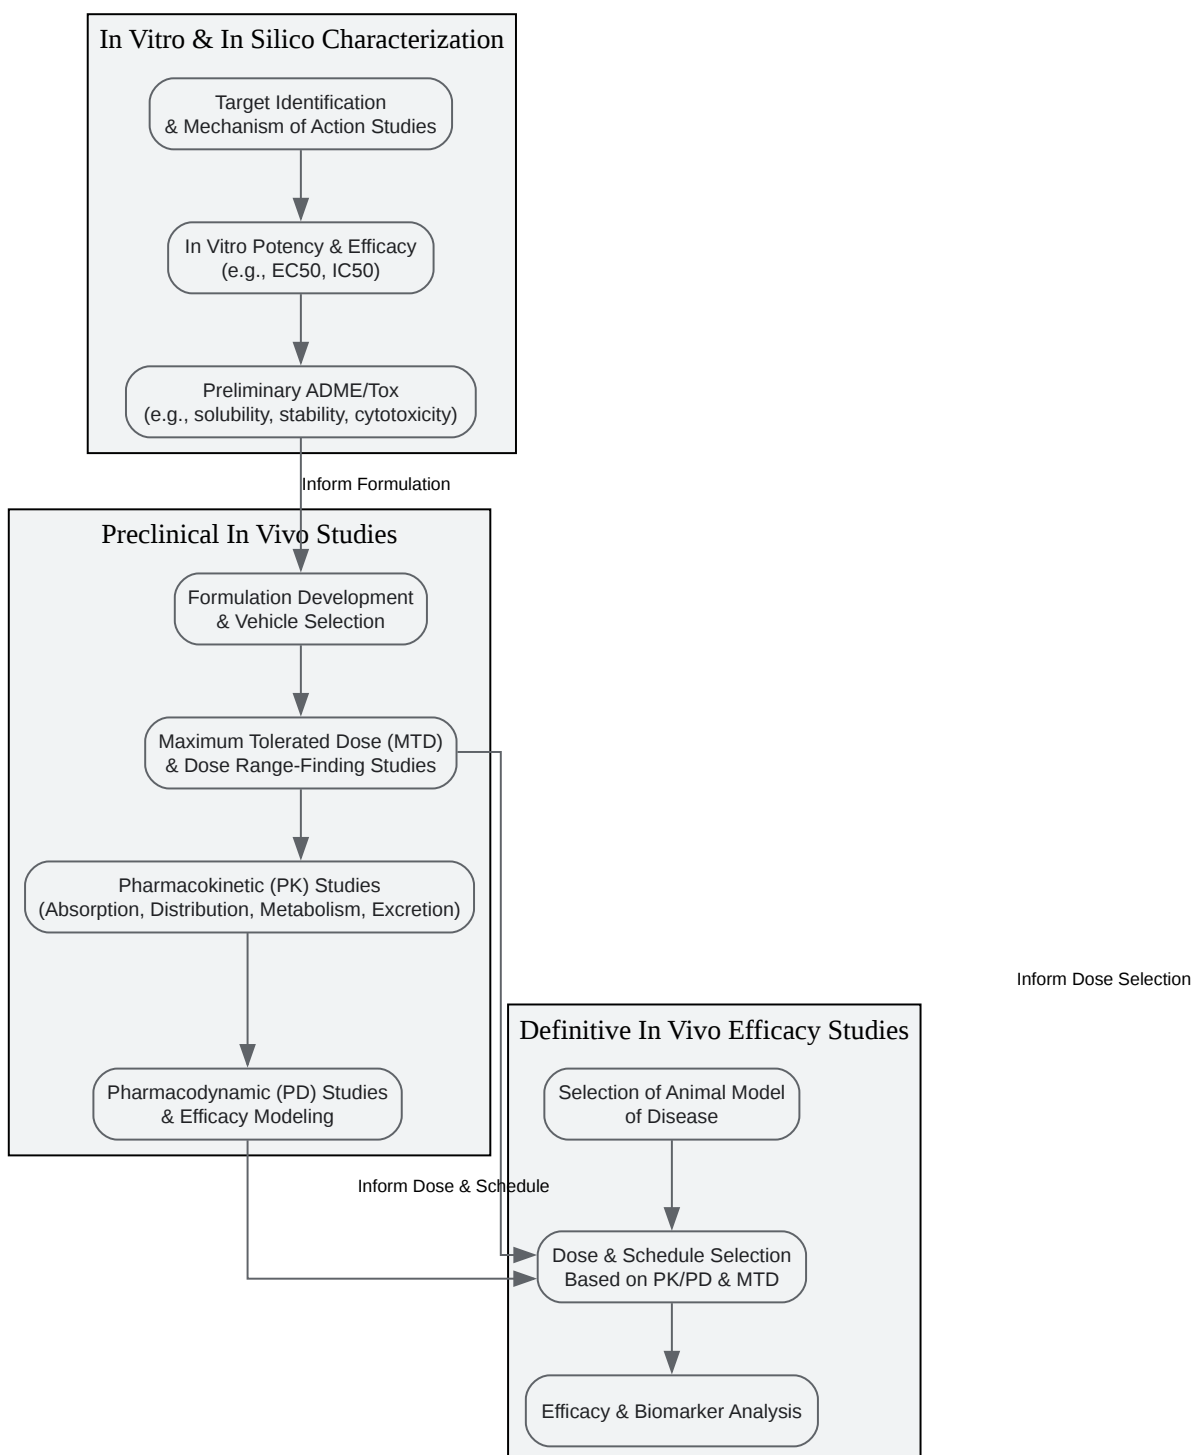 In Vitro & In Silico Characterization
Target Identification
& Mechanism of Action Studies
In Vitro Potency & Efficacy
(e.g., EC50, IC50)
Preliminary ADME/Tox
(e.g., solubility, stability, cytotoxicity)
Inform Formulation
Preclinical In Vivo Studies
Formulation Development
& Vehicle Selection
Maximum Tolerated Dose (MTD)
& Dose Range-Finding Studies
Pharmacokinetic (PK) Studies
(Absorption, Distribution, Metabolism, Excretion)
Inform Dose Selection
Pharmacodynamic (PD) Studies
& Efficacy Modeling
Inform Dose & Schedule
Definitive In Vivo Efficacy Studies
Selection of Animal Model
of Disease
Dose & Schedule Selection
Based on PK/PD & MTD
Efficacy & Biomarker Analysis